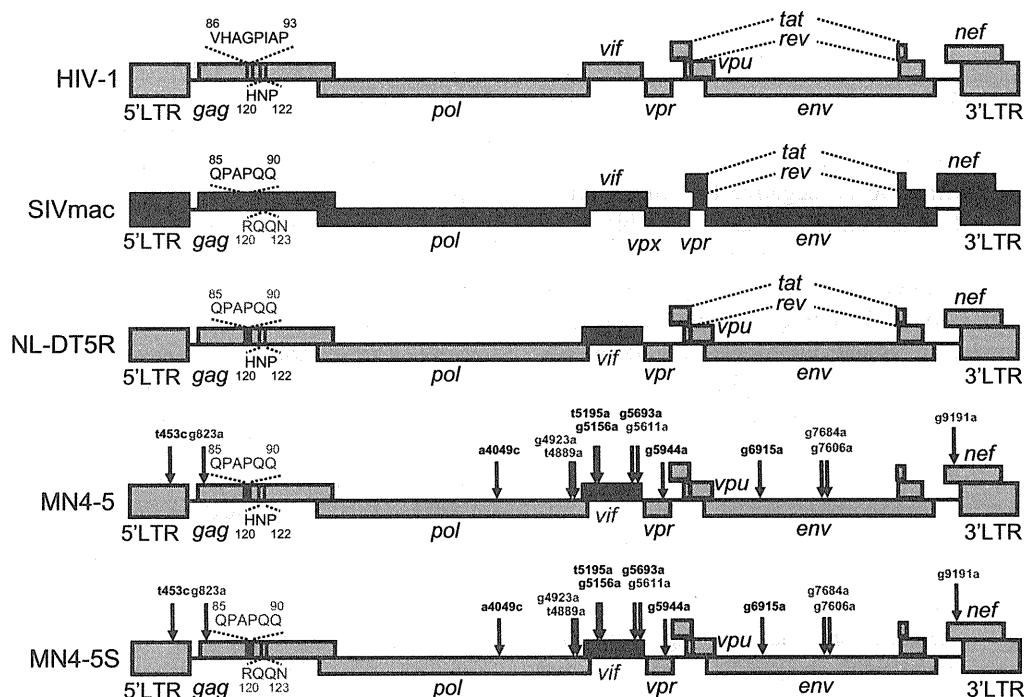 86 93
VHAGPIAP
tat
nef
vif
rev
vpu
HIV-1
HNP
5'LTR gag 120 122 pol vpr env 3'LTR
85 90
QPAPQQ
tat
nef
vif
rev
SIVmac
RQQN
5'LTR gag 120 123 pol vpx vpr env 3'LTR
85 90
QPAPQQ
tat
nef
rev
vpu
NL-DT5R
HNP
5'LTR gag 120 122 pol vif vpr env 3'LTR
t5195a g5693a
g9191a
t453c g823a g4923a g5156a g5611a g7684a
85 90 a4049c t4889a g5944a g6915a g7606a
QPAPQQ
nef
vpu
MN4-5
HNP
5'LTR gag 120 122 pol vif vpr env 3'LTR
t5195a g5693a
g9191a
t453c g823a g4923a g5156a g5611a g7684a
85 90 a4049c t4889a g5944a g6915a g7606a
QPAPQQ
nef
vpu
MN4-5S
RQQN
5'LTR gag 120 123 pol vif vpr env 3'LTR